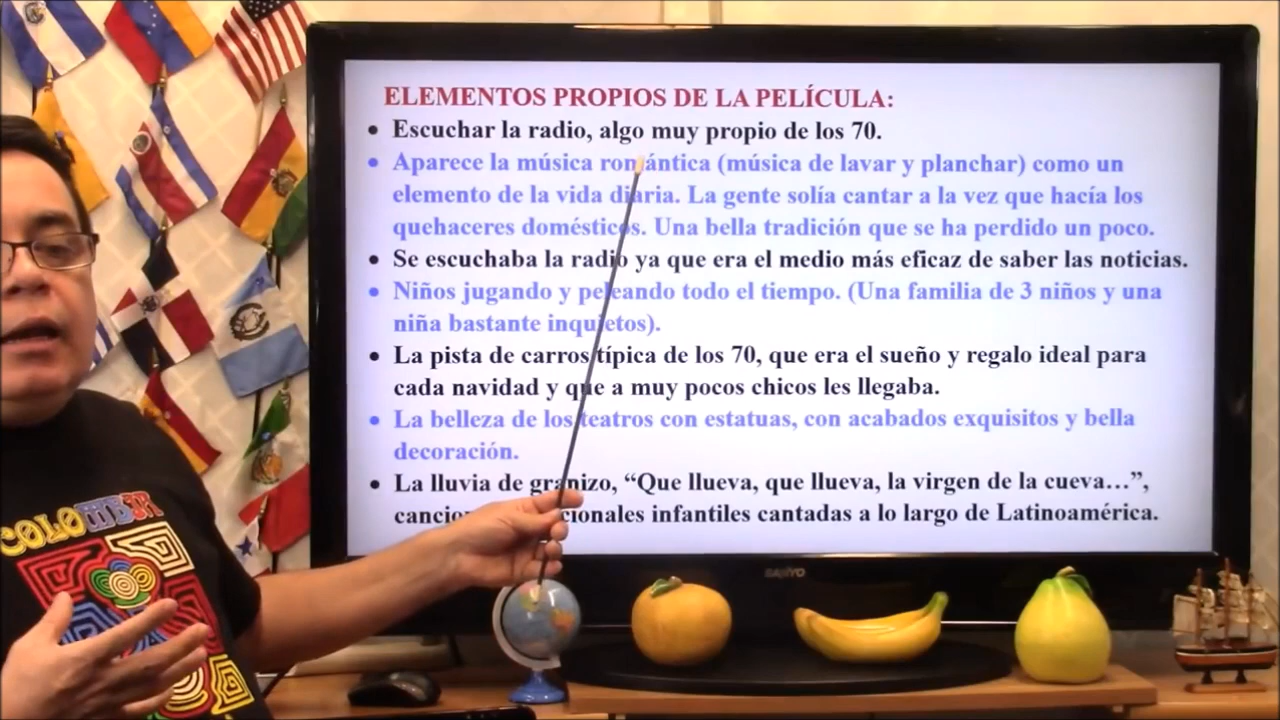 ELEMENTOS PROPIOS DE LA PELÍCULA:
• Escuchar la radio, algo muy propio de los 70.
• Aparece la música romántica (música de lavar y planchar) como un
elemento de la vida diaria. La gente solía cantar a la vez que hacía los
quehaceres domésticos. Una bella tradición que se ha perdido un poco.
• Se escuchaba la radio ya que era el medio más eficaz de saber las noticias.
• Niños jugando y peleando todo el tiempo. (Una familia de 3 niños y una
niña bastante inquietos).
• La pista de carros típica de los 70, que era el sueño y regalo ideal para
cada navidad y que a muy pocos chicos les llegaba.
• La belleza de los teatros con estatuas, con acabados exquisitos y bella
decoración.
• La lluvia de granizo, “Que llueva, que llueva, la virgen de la cueva…”,
infantiles cantadas a lo largo de Latinoamérica.
SANYO
COLOMBIA